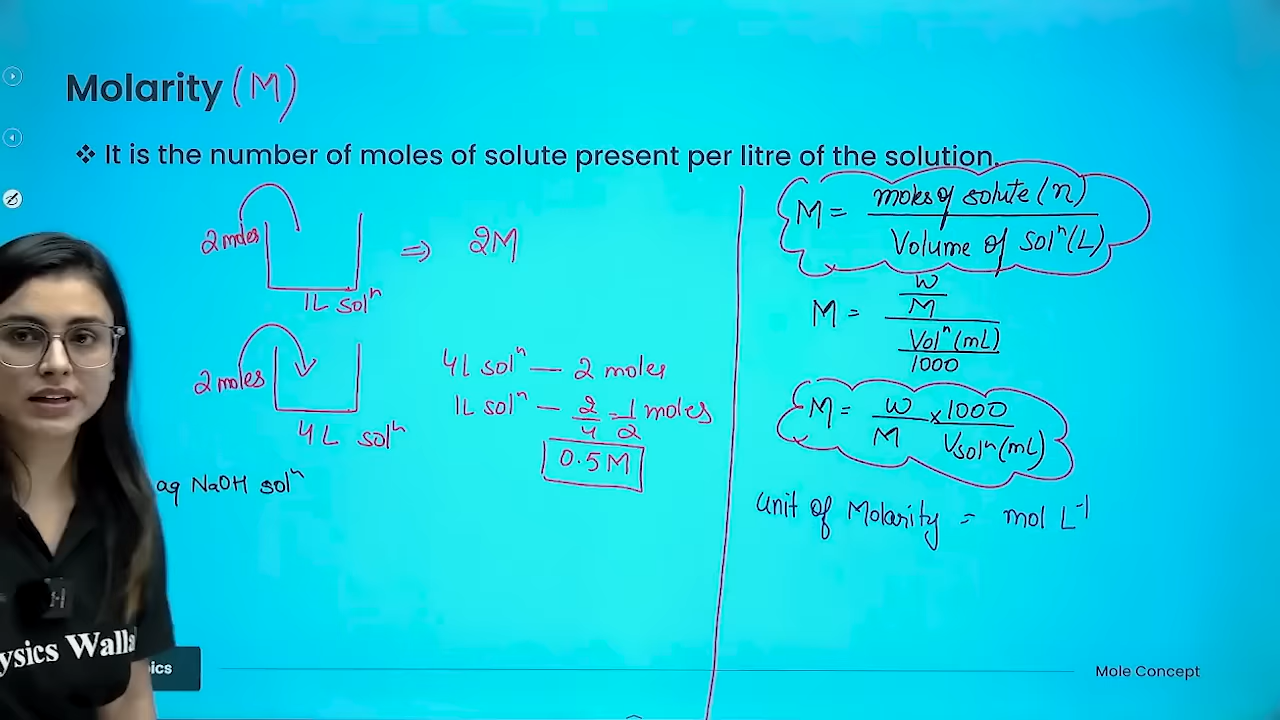 Molarity (M)
❖ It is the number of moles of solute present per litre of the solution.
2 moles
1L solⁿ
⇒ 2M
2 moles
4 L solⁿ
4L solⁿ — 2 moles
1L solⁿ — 2/4 = 1/2 moles
0.5 M
aq NaOH solⁿ
M = moles of solute (n) / Volume of solⁿ (L)
M = w/M / Volⁿ (mL)/1000
M = w/M × 1000/Vsolⁿ (mL)
unit of Molarity = mol L⁻¹
ysics Walla
Mole Concept